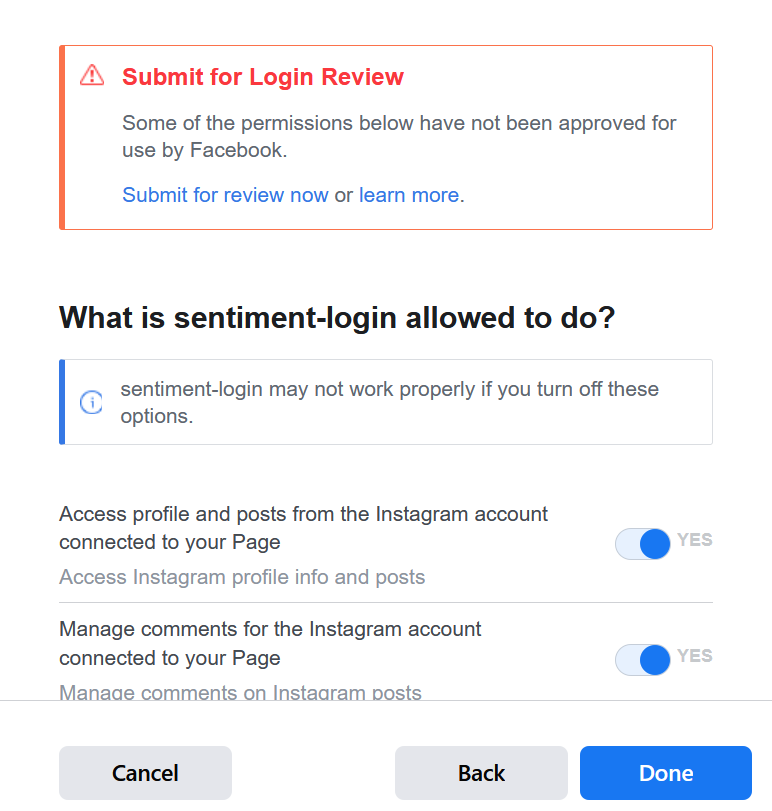 Submit for Login Review
Some of the permissions below have not been approved for
use by Facebook.
Submit for review now or learn more.
What is sentiment-login allowed to do?
sentiment-login may not work properly if you turn off these
options.
Access profile and posts from the Instagram account
connected to your Page
YES
Access Instagram profile info and posts
Manage comments for the Instagram account
connected to your Page
YES
Manage comments on Instagram posts
Cancel
Back
Done